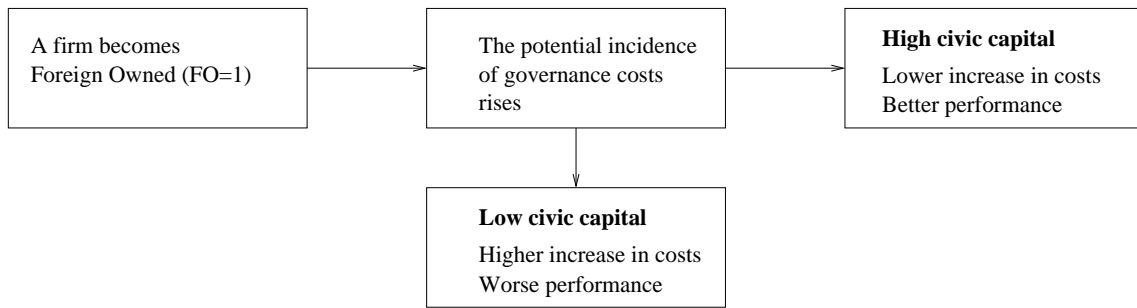 A firm becomes
Foreign Owned (FO=1)
The potential incidence
of governance costs
rises
High civic capital
Lower increase in costs
Better performance
Low civic capital
Higher increase in costs
Worse performance